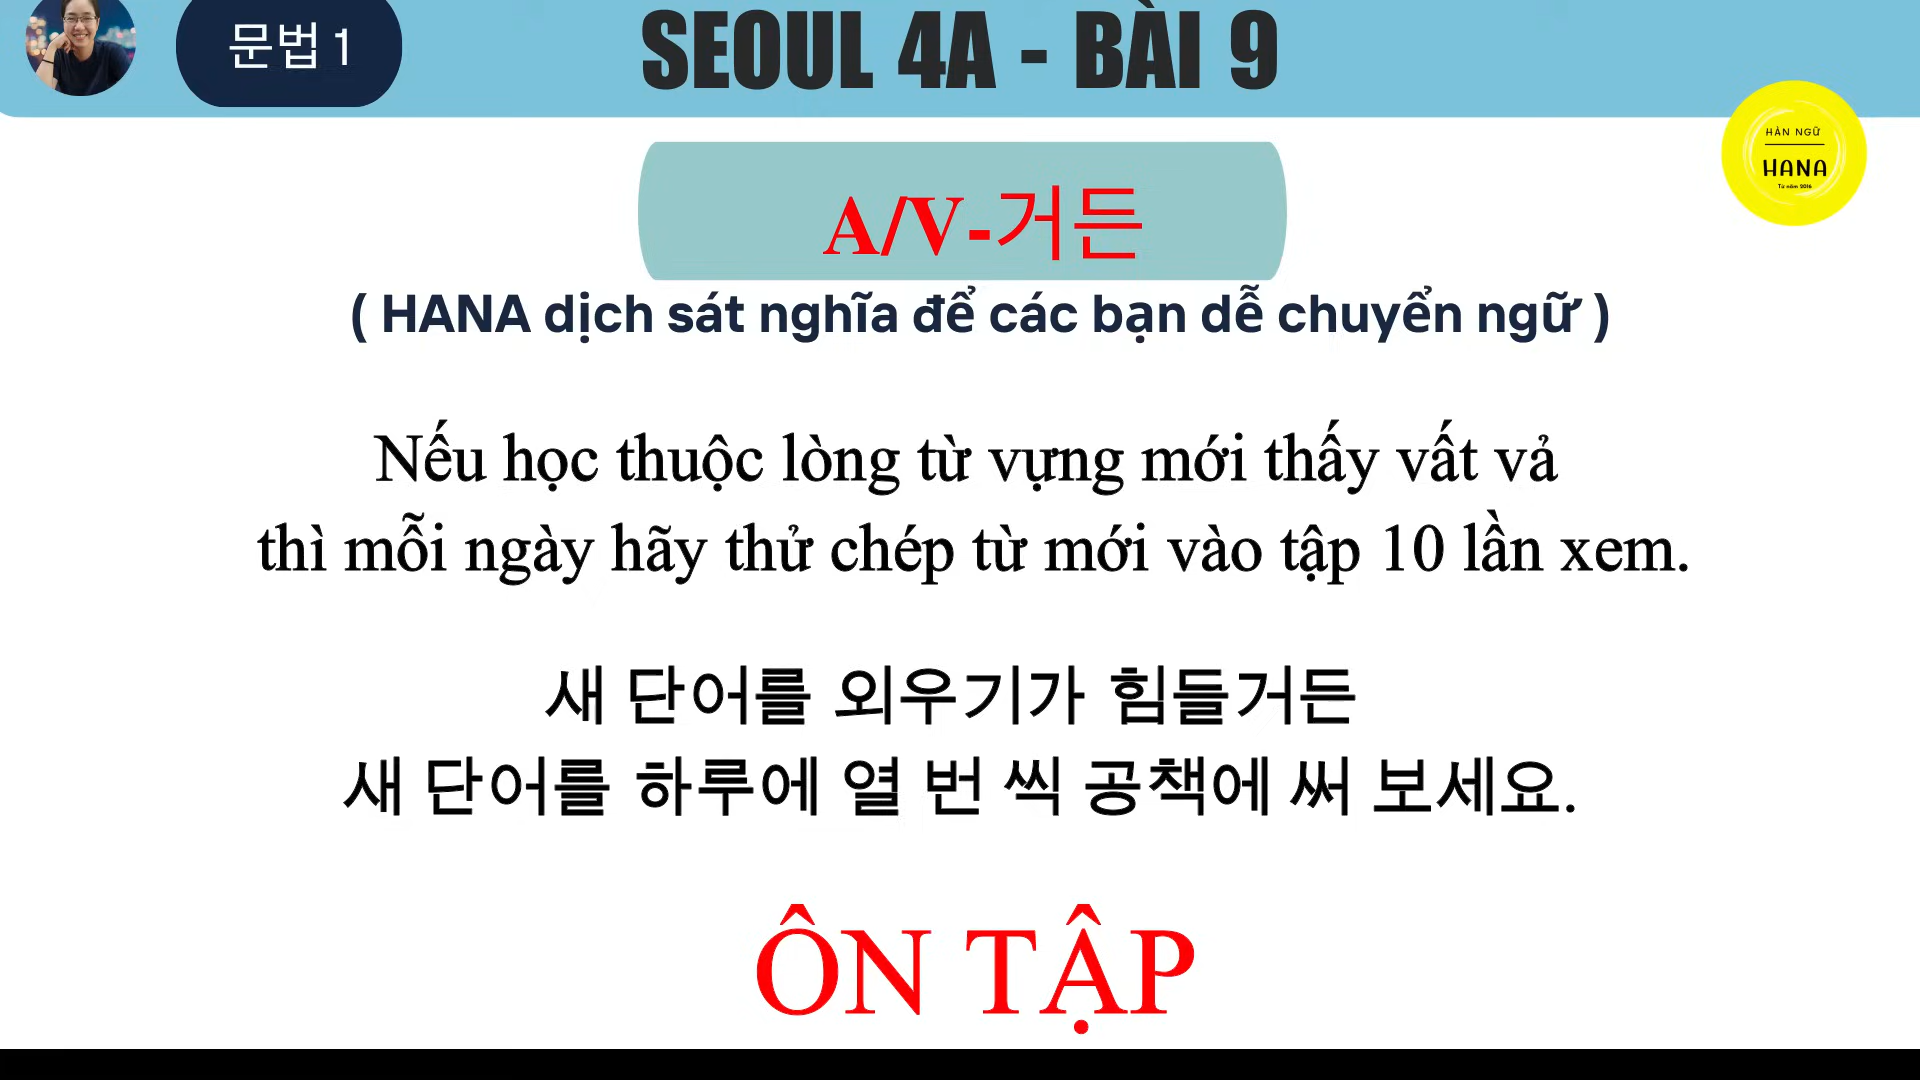 문법 1
SEOUL 4A - BÀI 9
HÀN NGỮ
HANA
Từ năm 2016
A/V-거든
( HANA dịch sát nghĩa để các bạn dễ chuyển ngữ )
Nếu học thuộc lòng từ vựng mới thấy vất vả
thì mỗi ngày hãy thử chép từ mới vào tập 10 lần xem.
새 단어를 외우기가 힘들거든
새 단어를 하루에 열 번 씩 공책에 써 보세요.
ÔN TẬP